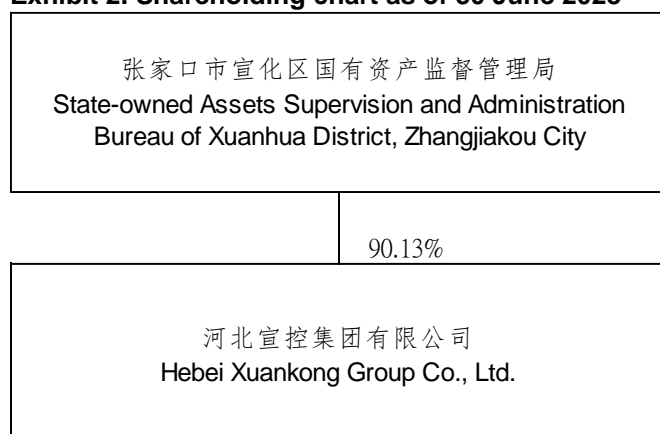 Exhibit 2. Shareholding chart as of 30 June 2025
张家口市宣化区国有资产监督管理局
State-owned Assets Supervision and Administration
Bureau of Xuanhua District, Zhangjiakou City
90.13%
河北宣控集团有限公司
Hebei Xuankong Group Co., Ltd.